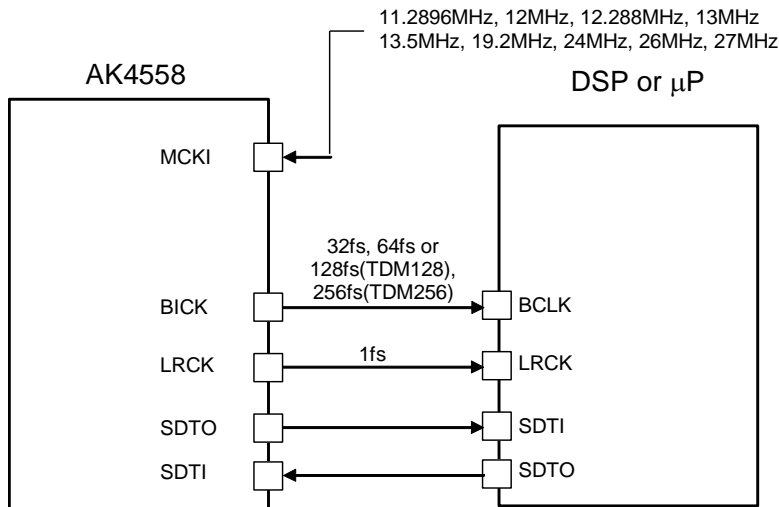 11.2896MHz, 12MHz, 12.288MHz, 13MHz
13.5MHz, 19.2MHz, 24MHz, 26MHz, 27MHz
AK4558
DSP or μP
MCKI
32fs, 64fs or
128fs(TDM128),
256fs(TDM256)
BICK
BCLK
LRCK
1fs
LRCK
SDTO
SDTI
SDTI
SDTO